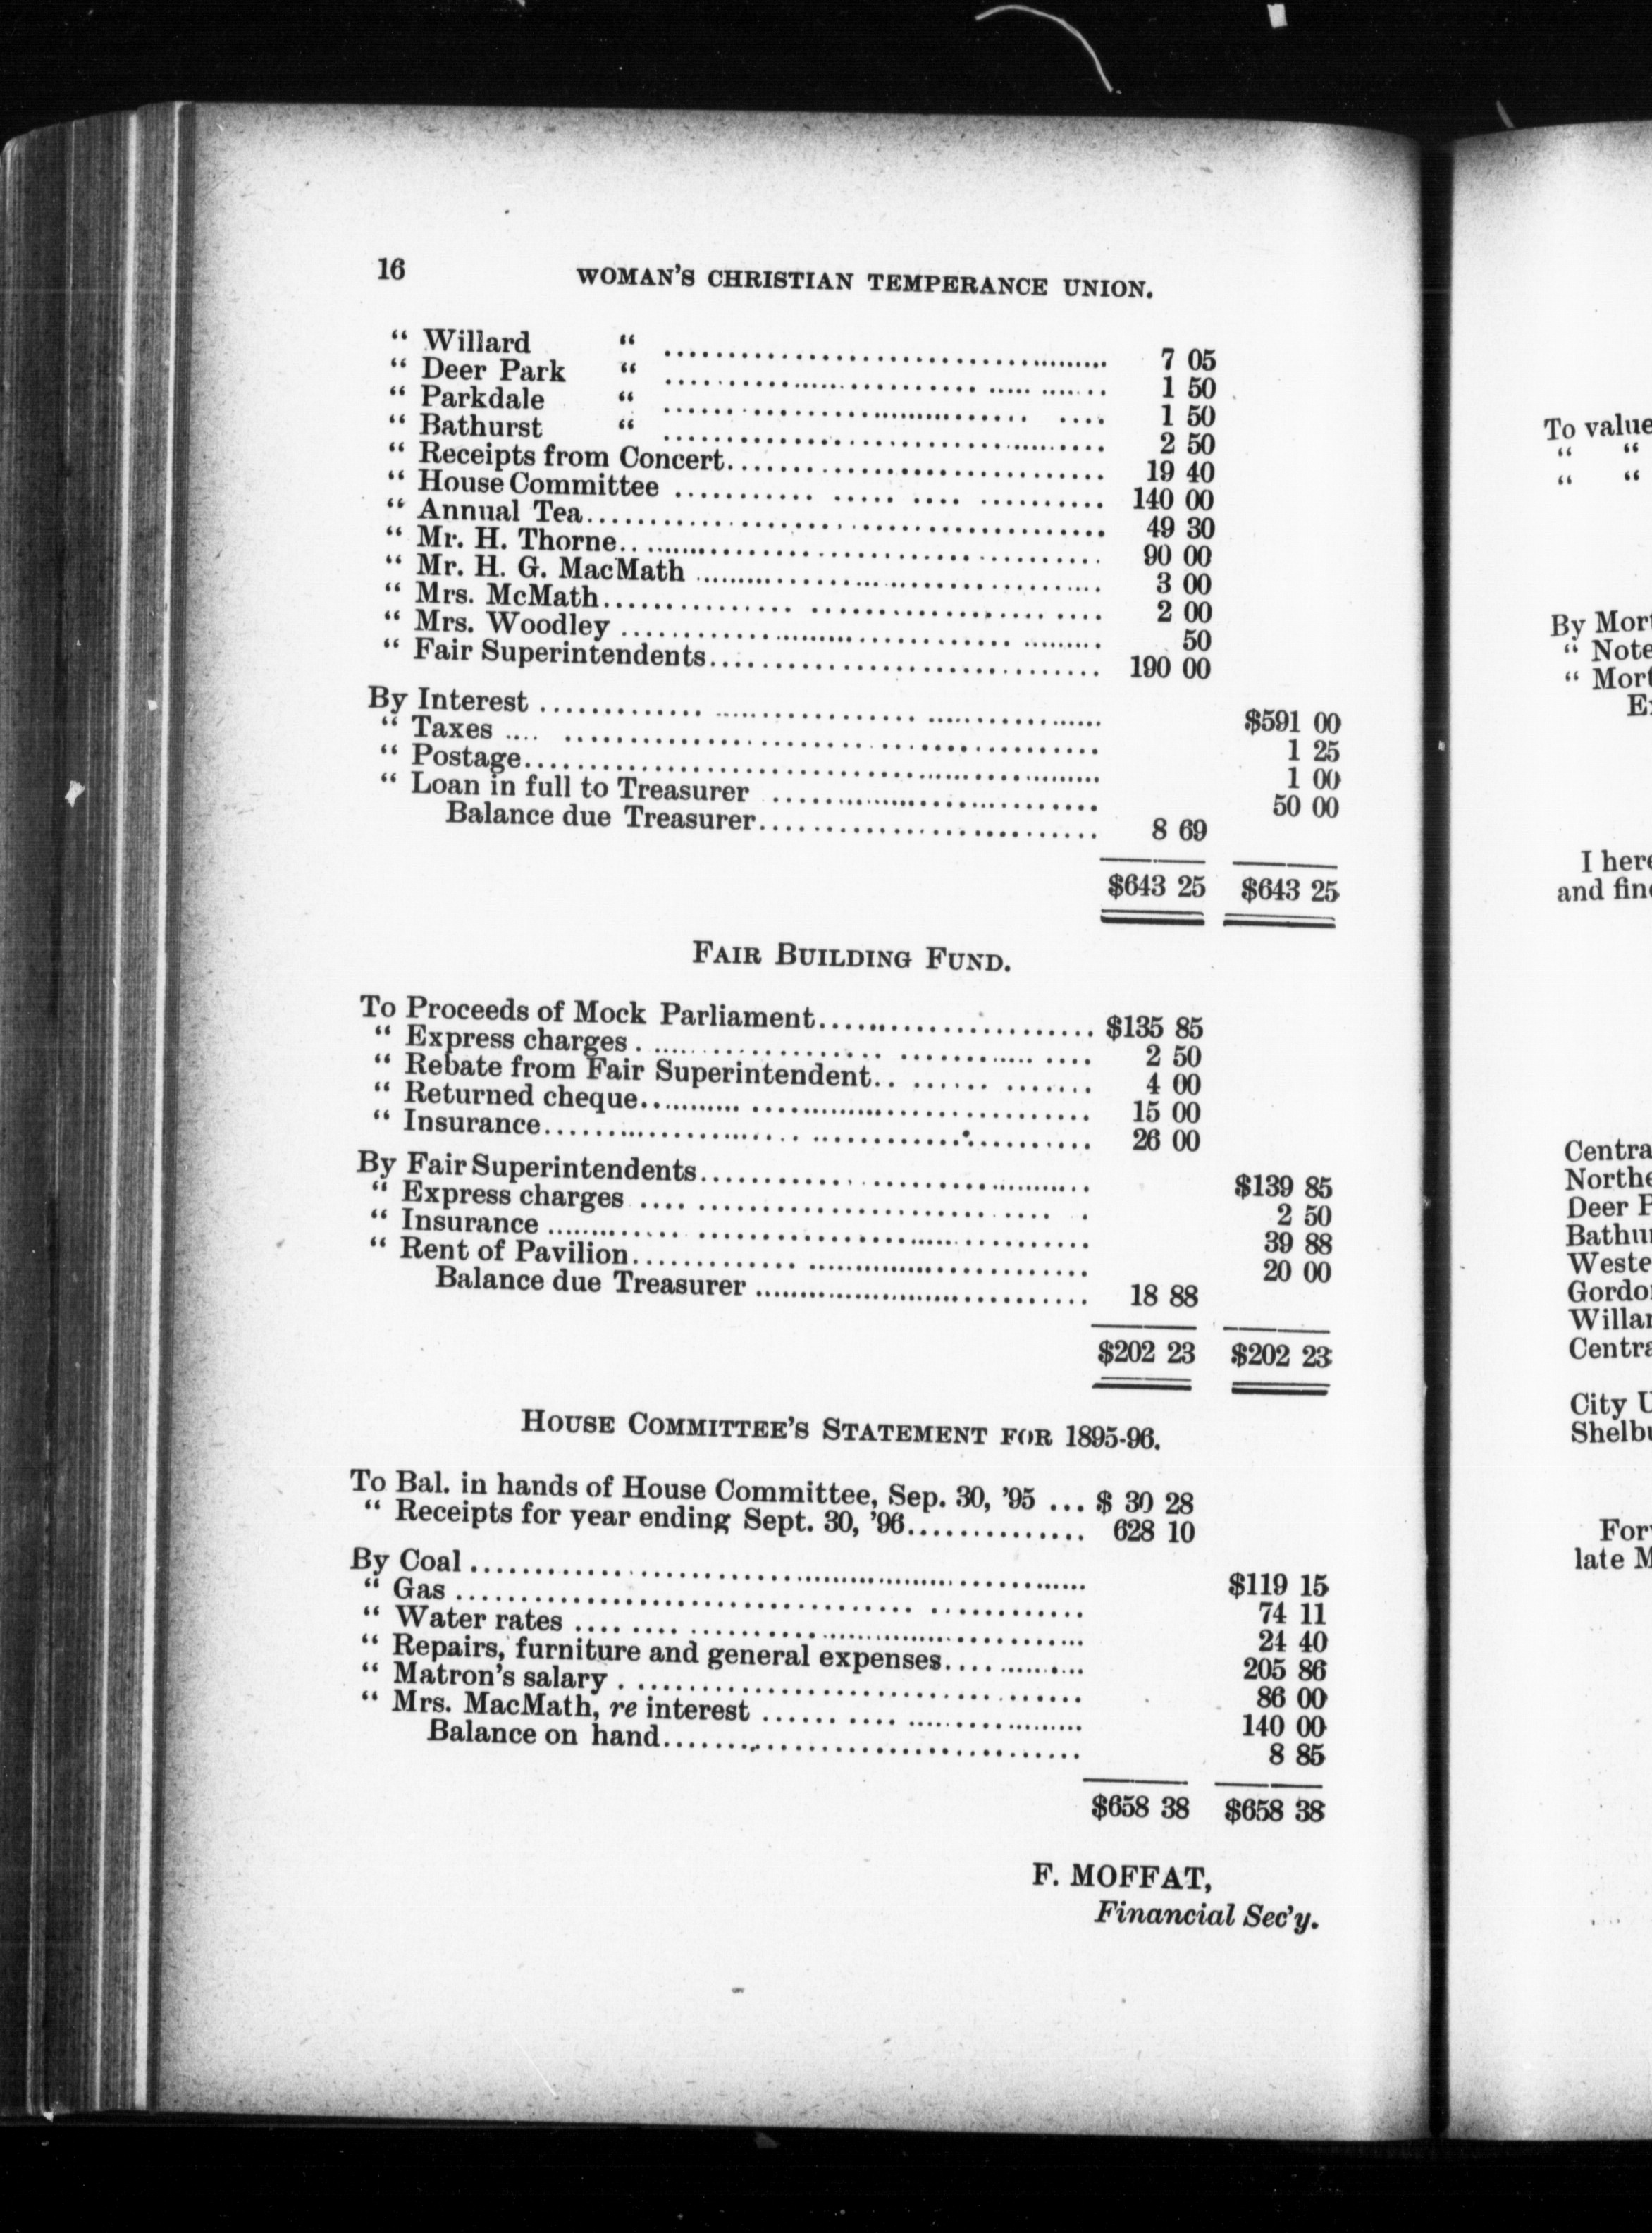 16 WOMAN'S CHRISTIAN TEMPERANCE UNION.
“ Willard “ 7 05
“ Deer Park “ 1 50
“ Parkdale “ 1 50
“ Bathurst “ 2 50
“ Receipts from Concert 19 40
“ House Committee 140 00
“ Annual Tea 49 30
“ Mr. H. Thorne 90 00
“ Mr. H. G. MacMath 3 00
“ Mrs. McMath 2 00
“ Mrs. Woodley 50
“ Fair Superintendents 190 00
By Interest $591 00
“ Taxes 1 25
“ Postage 1 00
“ Loan in full to Treasurer 50 00
Balance due Treasurer 8 69
$643 25 $643 25
FAIR BUILDING FUND.
To Proceeds of Mock Parliament $135 85
“ Express charges 2 50
“ Rebate from Fair Superintendent 4 00
“ Returned cheque 15 00
“ Insurance 26 00
By Fair Superintendents $139 85
“ Express charges 2 50
“ Insurance 39 88
“ Rent of Pavilion 20 00
Balance due Treasurer 18 88
$202 23 $202 23
HOUSE COMMITTEE'S STATEMENT FOR 1895-96.
To Bal. in hands of House Committee, Sep. 30, '95 ... $ 30 28
“ Receipts for year ending Sept. 30, '96 628 10
By Coal $119 15
“ Gas 74 11
“ Water rates 24 40
“ Repairs, furniture and general expenses 205 86
“ Matron's salary 86 00
“ Mrs. MacMath, re interest 140 00
Balance on hand 8 85
$658 38 $658 38
F. MOFFAT,
Financial Sec'y.
To value
“ “
“ “
By
“
“
I
and
Deer
City
late